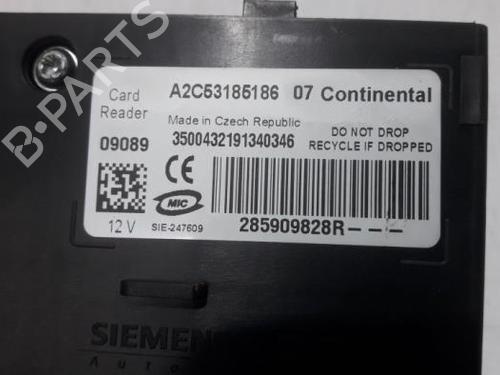 Card Reader
A2C53185186 07 Continental
Made in Czech Republic
09089
3500432191340346
DO NOT DROP
RECYCLE IF DROPPED
CE
MIC
12 V
SIE-247609
285909828R---
SIEMEN
Auto
B-PARTS